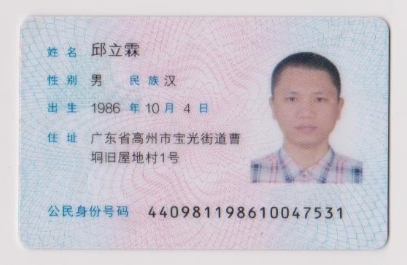 姓名 邱立霖
性别 男 民族 汉
出生 1986 年 10 月 4 日
住址 广东省高州市宝光街道曹
垌旧屋地村1号
公民身份号码 440981198610047531